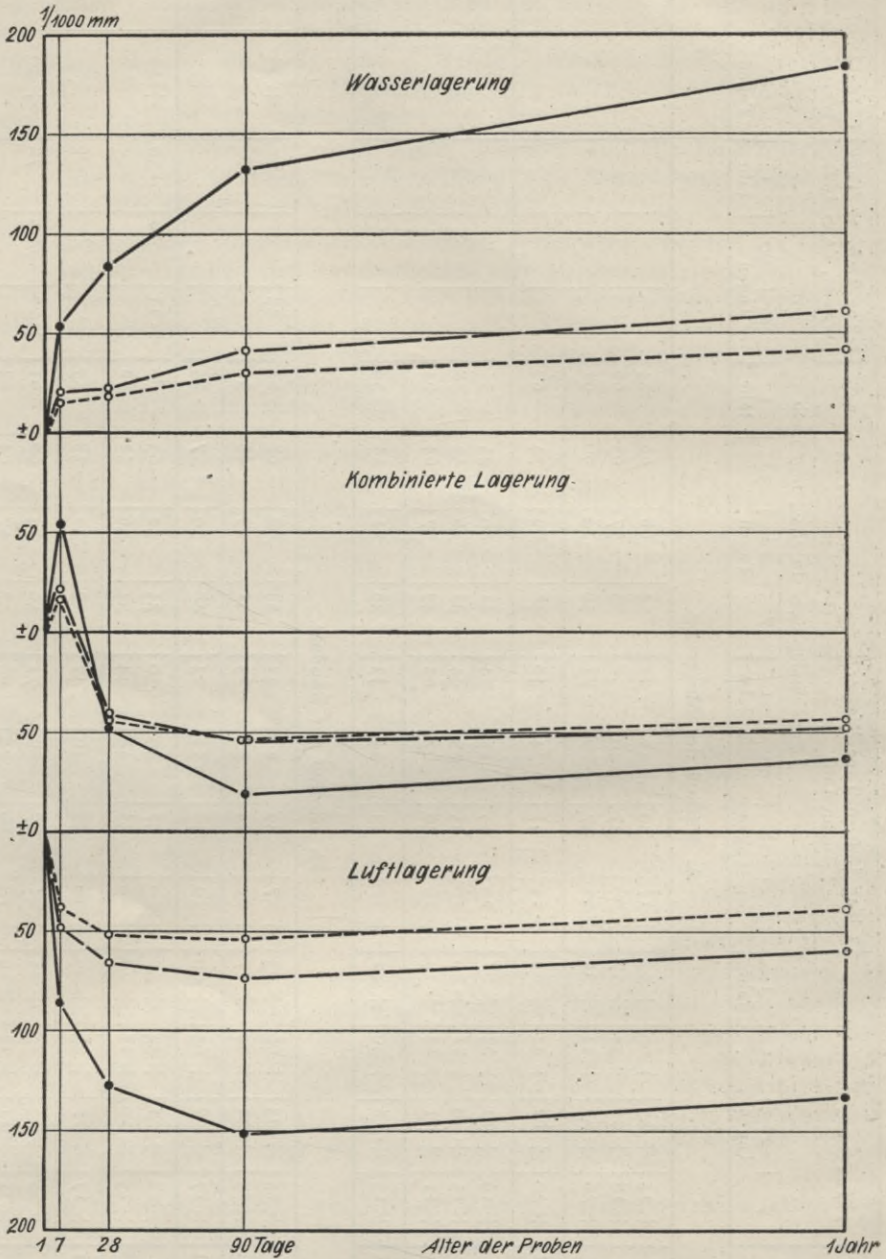 1/1000 mm
200
Wasserlagerung
150
100
50
±0
Kombinierte Lagerung
50
±0
50
±0
Luftlagerung
50
100
150
200
1 7 28 90 Tage Alter der Proben 1 Jahr